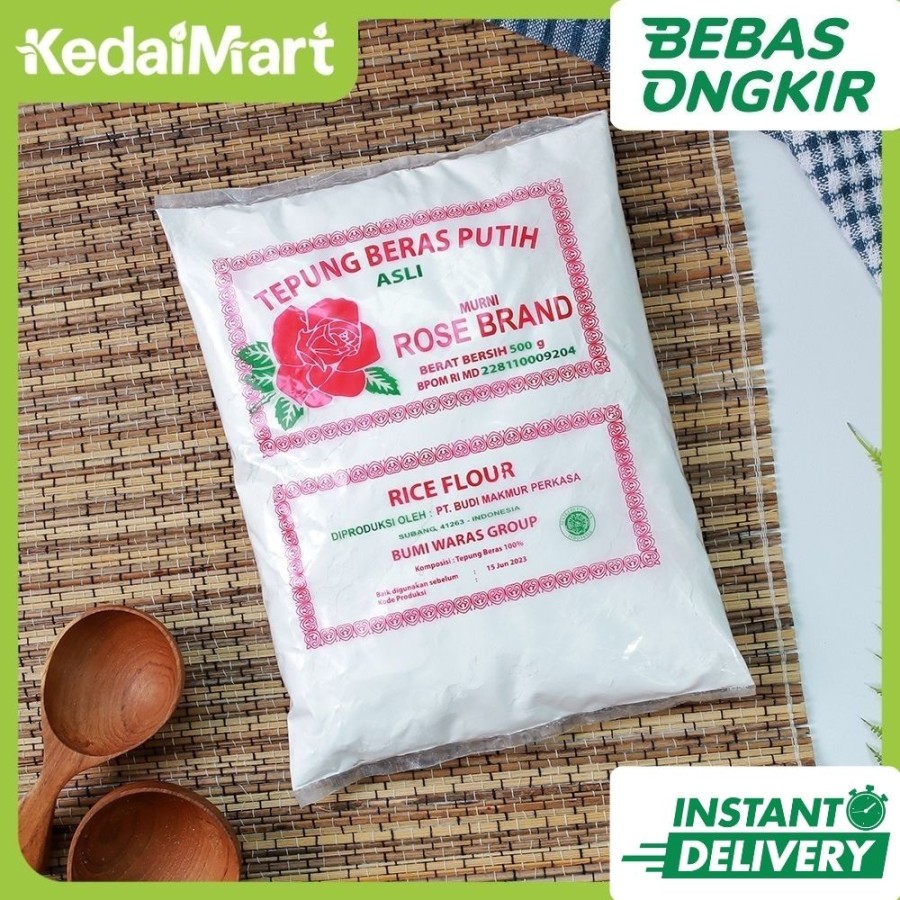 KedaiMart
BEBAS
ONGKIR
TEPUNG BERAS PUTIH
ASLI
MURNI
ROSE BRAND
BERAT BERSIH 500 g
BPOM RI MD 228110009204
RICE FLOUR
DIPRODUKSI OLEH : PT. BUDI MAKMUR PERKASA
SUBANG, 41263 - INDONESIA
BUMI WARAS GROUP
Komposisi : Tepung Beras 100%
Baik digunakan sebelum : 15 Jun 2023
Kode Produksi :
INSTANT
DELIVERY